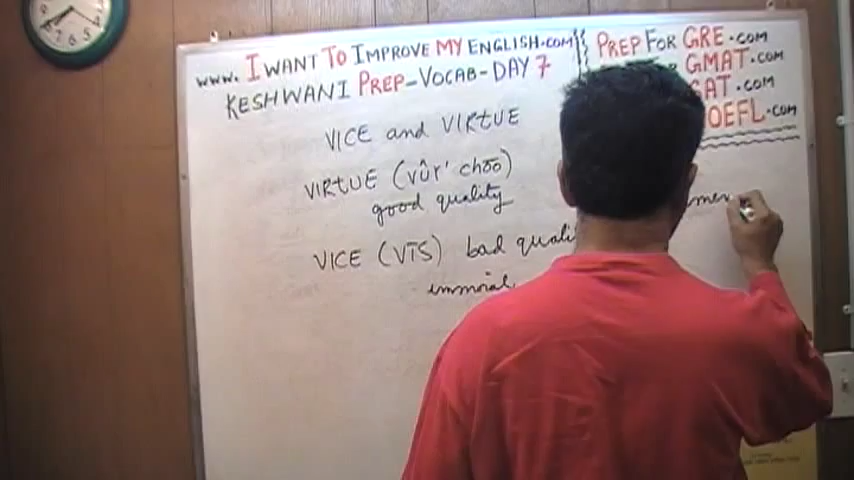 www. I WANT TO IMPROVE MY ENGLISH.COM
KESHWANI PREP-VOCAB-DAY 7
PREP FOR GRE.COM
GMAT.COM
SAT.COM
TOEFL.COM
VICE and VIRTUE
VIRTUE (vûr' chōō)
good quality
VICE (VĪS) bad quali
immoral